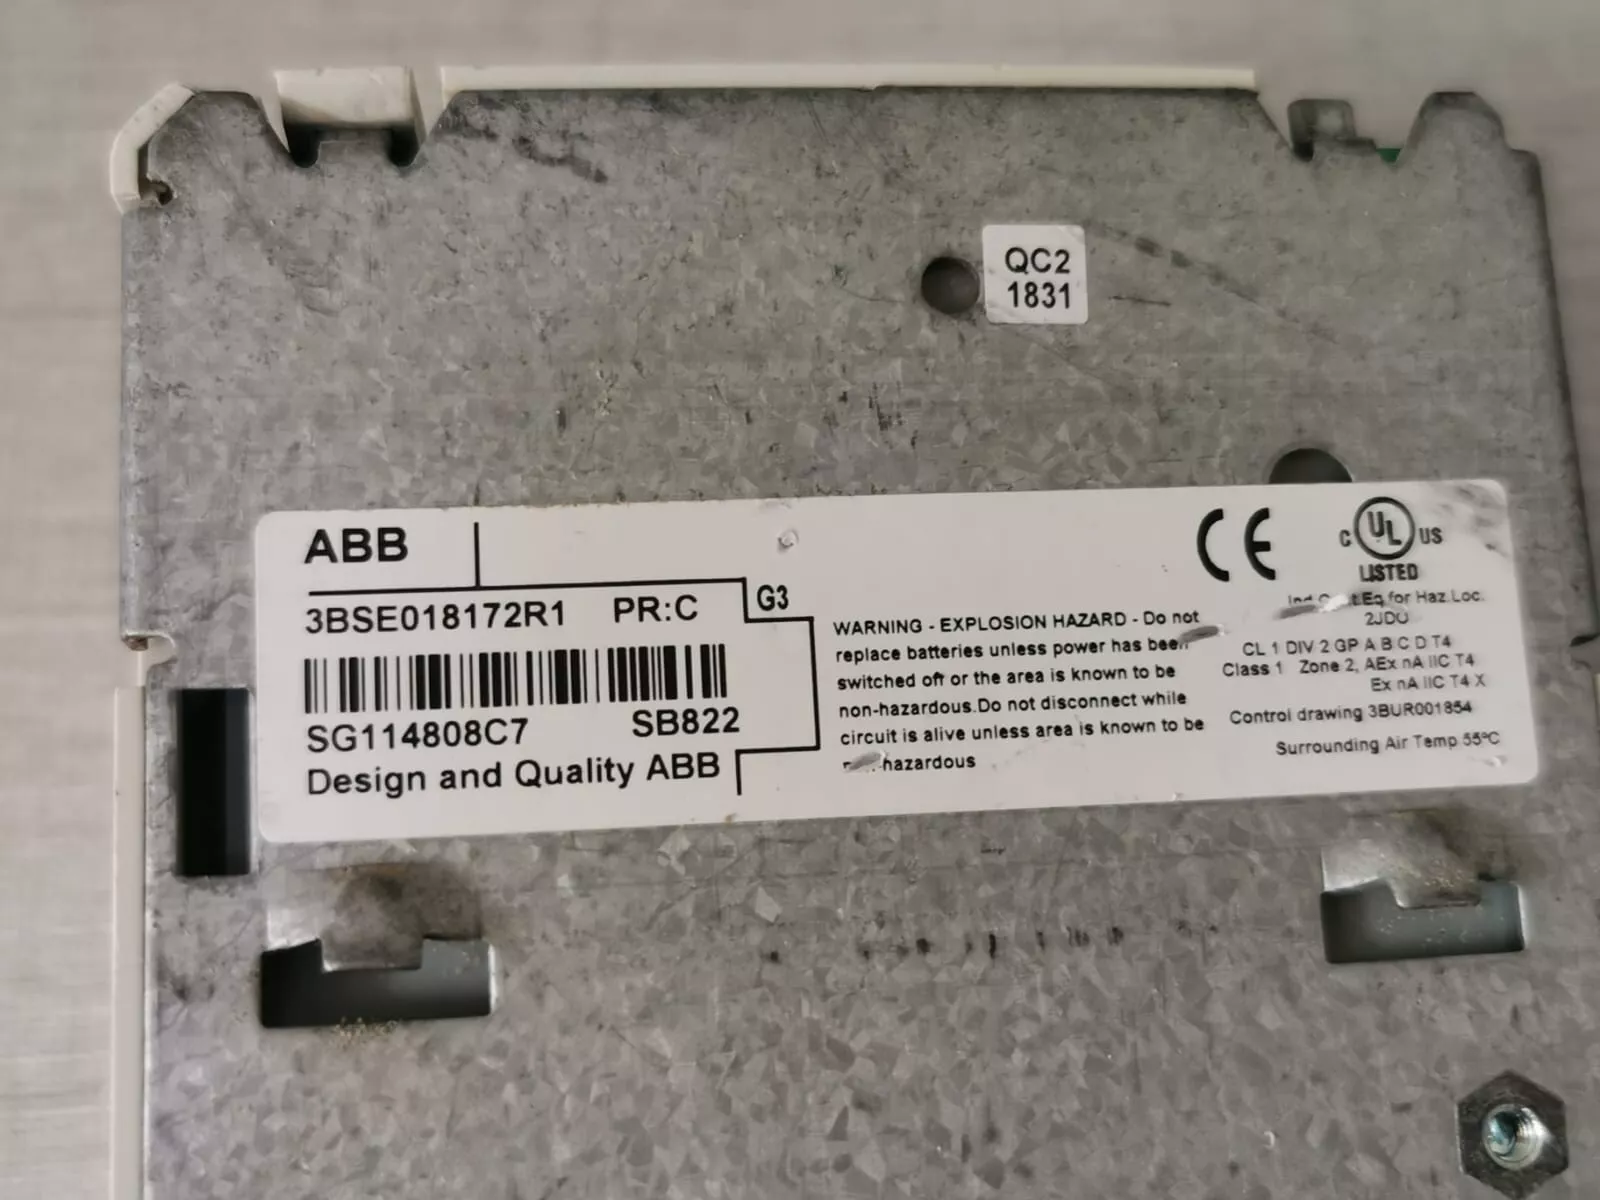 QC2
1831
ABB
3BSE018172R1 PR:C
G3
SG114808C7 SB822
Design and Quality ABB
WARNING - EXPLOSION HAZARD - Do not
replace batteries unless power has been
switched off or the area is known to be
non-hazardous.Do not disconnect while
circuit is alive unless area is known to be
hazardous
CE
C UL US
LISTED
Eq for Haz.Loc.
CL 1 DIV 2 GP A B C D T4
Class 1 Zone 2, AEx nA IIC T4
Ex nA IIC T4 X
Control drawing 3BUR001854
Surrounding Air Temp 55°C